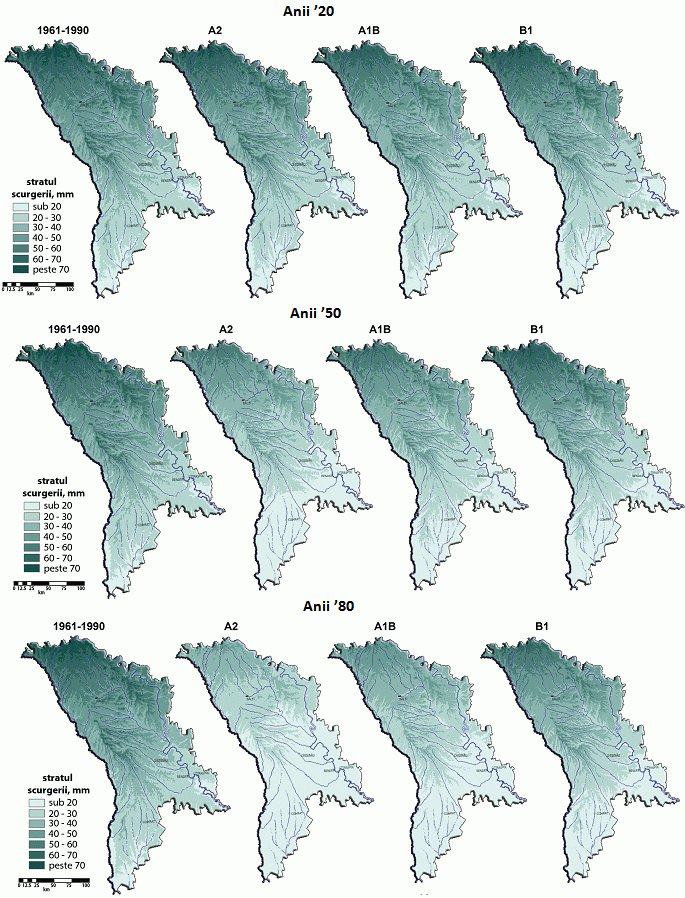 Anii ’20
1961-1990 A2 A1B B1
stratul
scurgerii, mm
sub 20
20 - 30
30 - 40
40 - 50
50 - 60
60 - 70
peste 70
0 12.5 25 50 75 100
km
Anii ’50
1961-1990 A2 A1B B1
stratul
scurgerii, mm
sub 20
20 - 30
30 - 40
40 - 50
50 - 60
60 - 70
peste 70
0 12.5 25 50 75 100
km
Anii ’80
1961-1990 A2 A1B B1
stratul
scurgerii, mm
sub 20
20 - 30
30 - 40
40 - 50
50 - 60
60 - 70
peste 70
0 12.5 25 50 75 100
km